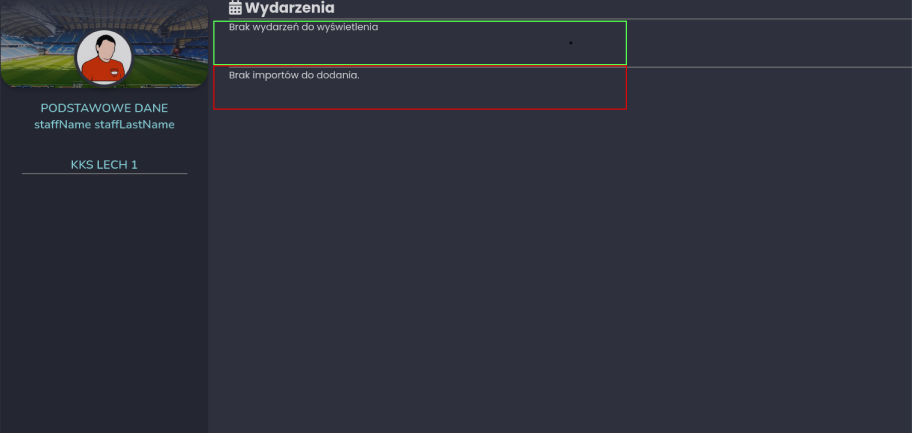 Wydarzenia
Brak wydarzeń do wyświetlenia
Brak importów do dodania.
PODSTAWOWE DANE
staffName staffLastName
KKS LECH 1